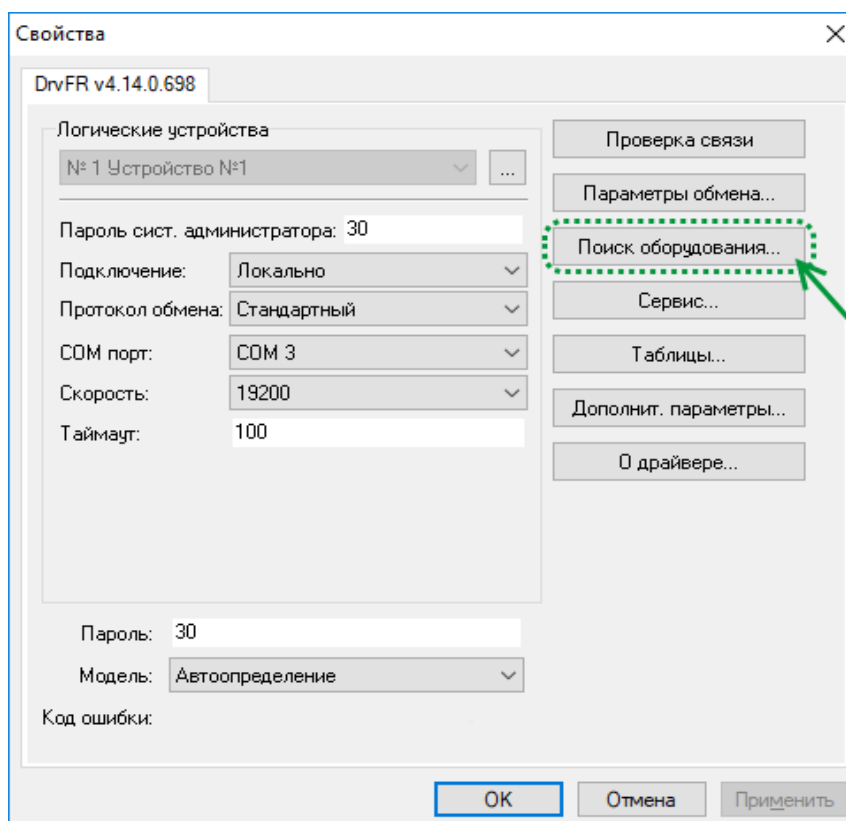 Свойства
DrvFR v4.14.0.698
Логические устройства
№ 1 Устройство №1
...
Пароль сист. администратора: 30
Подключение: Локально
Протокол обмена: Стандартный
COM порт: COM 3
Скорость: 19200
Таймаут: 100
Проверка связи
Параметры обмена...
Поиск оборудования...
Сервис...
Таблицы...
Дополнит. параметры...
О драйвере...
Пароль: 30
Модель: Автоопределение
Код ошибки:
OK Отмена Применить